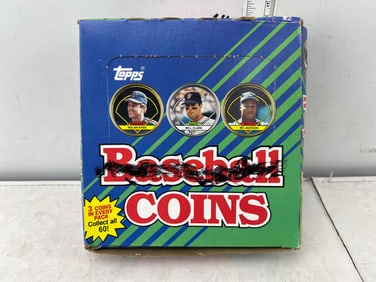 Topps
NOLAN RYAN
WILL CLARK
BO JACKSON
Baseball
COINS
3 COINS
IN EVERY
PACK
Collect all
60!